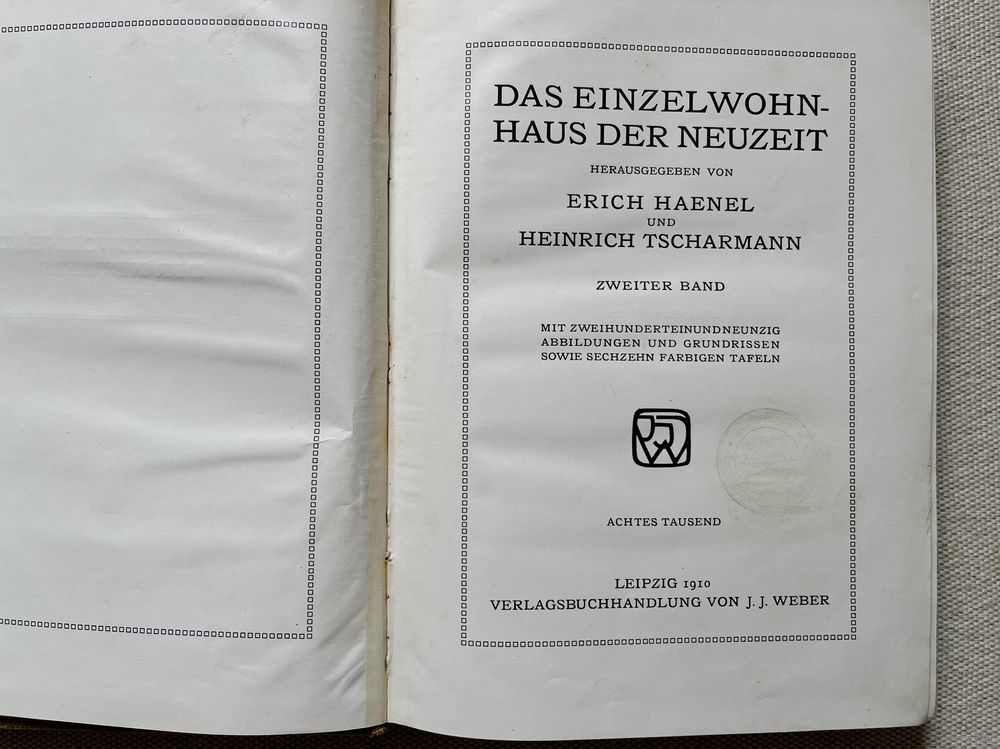 DAS EINZELWOHN-
HAUS DER NEUZEIT
HERAUSGEGEBEN VON
ERICH HAENEL
UND
HEINRICH TSCHARMANN
ZWEITER BAND
MIT ZWEIHUNDERTEINUNDNEUNZIG
ABBILDUNGEN UND GRUNDRISSEN
SOWIE SECHZEHN FARBIGEN TAFELN
ACHTES TAUSEND
LEIPZIG 1910
VERLAGSBUCHHANDLUNG VON J. J. WEBER